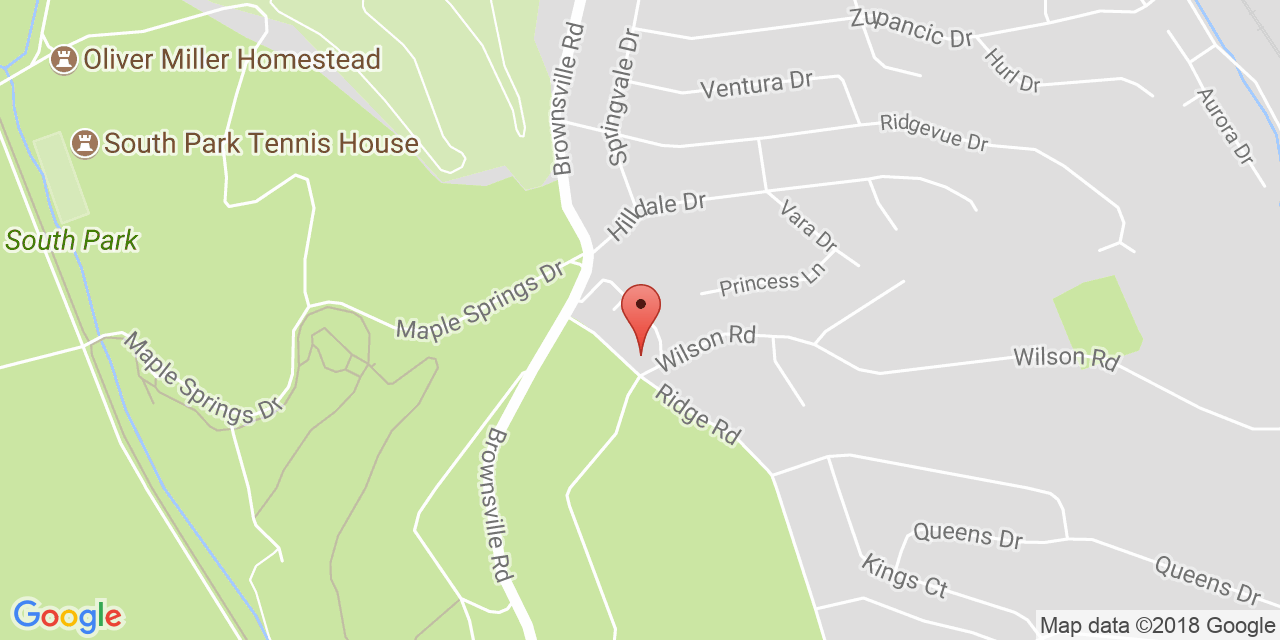 Zupancic Dr
Oliver Miller Homestead
Hurl Dr
Brownsville Rd
Springvale Dr
Ventura Dr
Aurora Dr
South Park Tennis House
Ridgevue Dr
Hilldale Dr
Vara Dr
South Park
Maple Springs Dr
Princess Ln
Maple Springs Dr
Wilson Rd
Wilson Rd
Ridge Rd
Brownsville Rd
Queens Dr
Kings Ct
Queens Dr
Google
Map data ©2018 Google